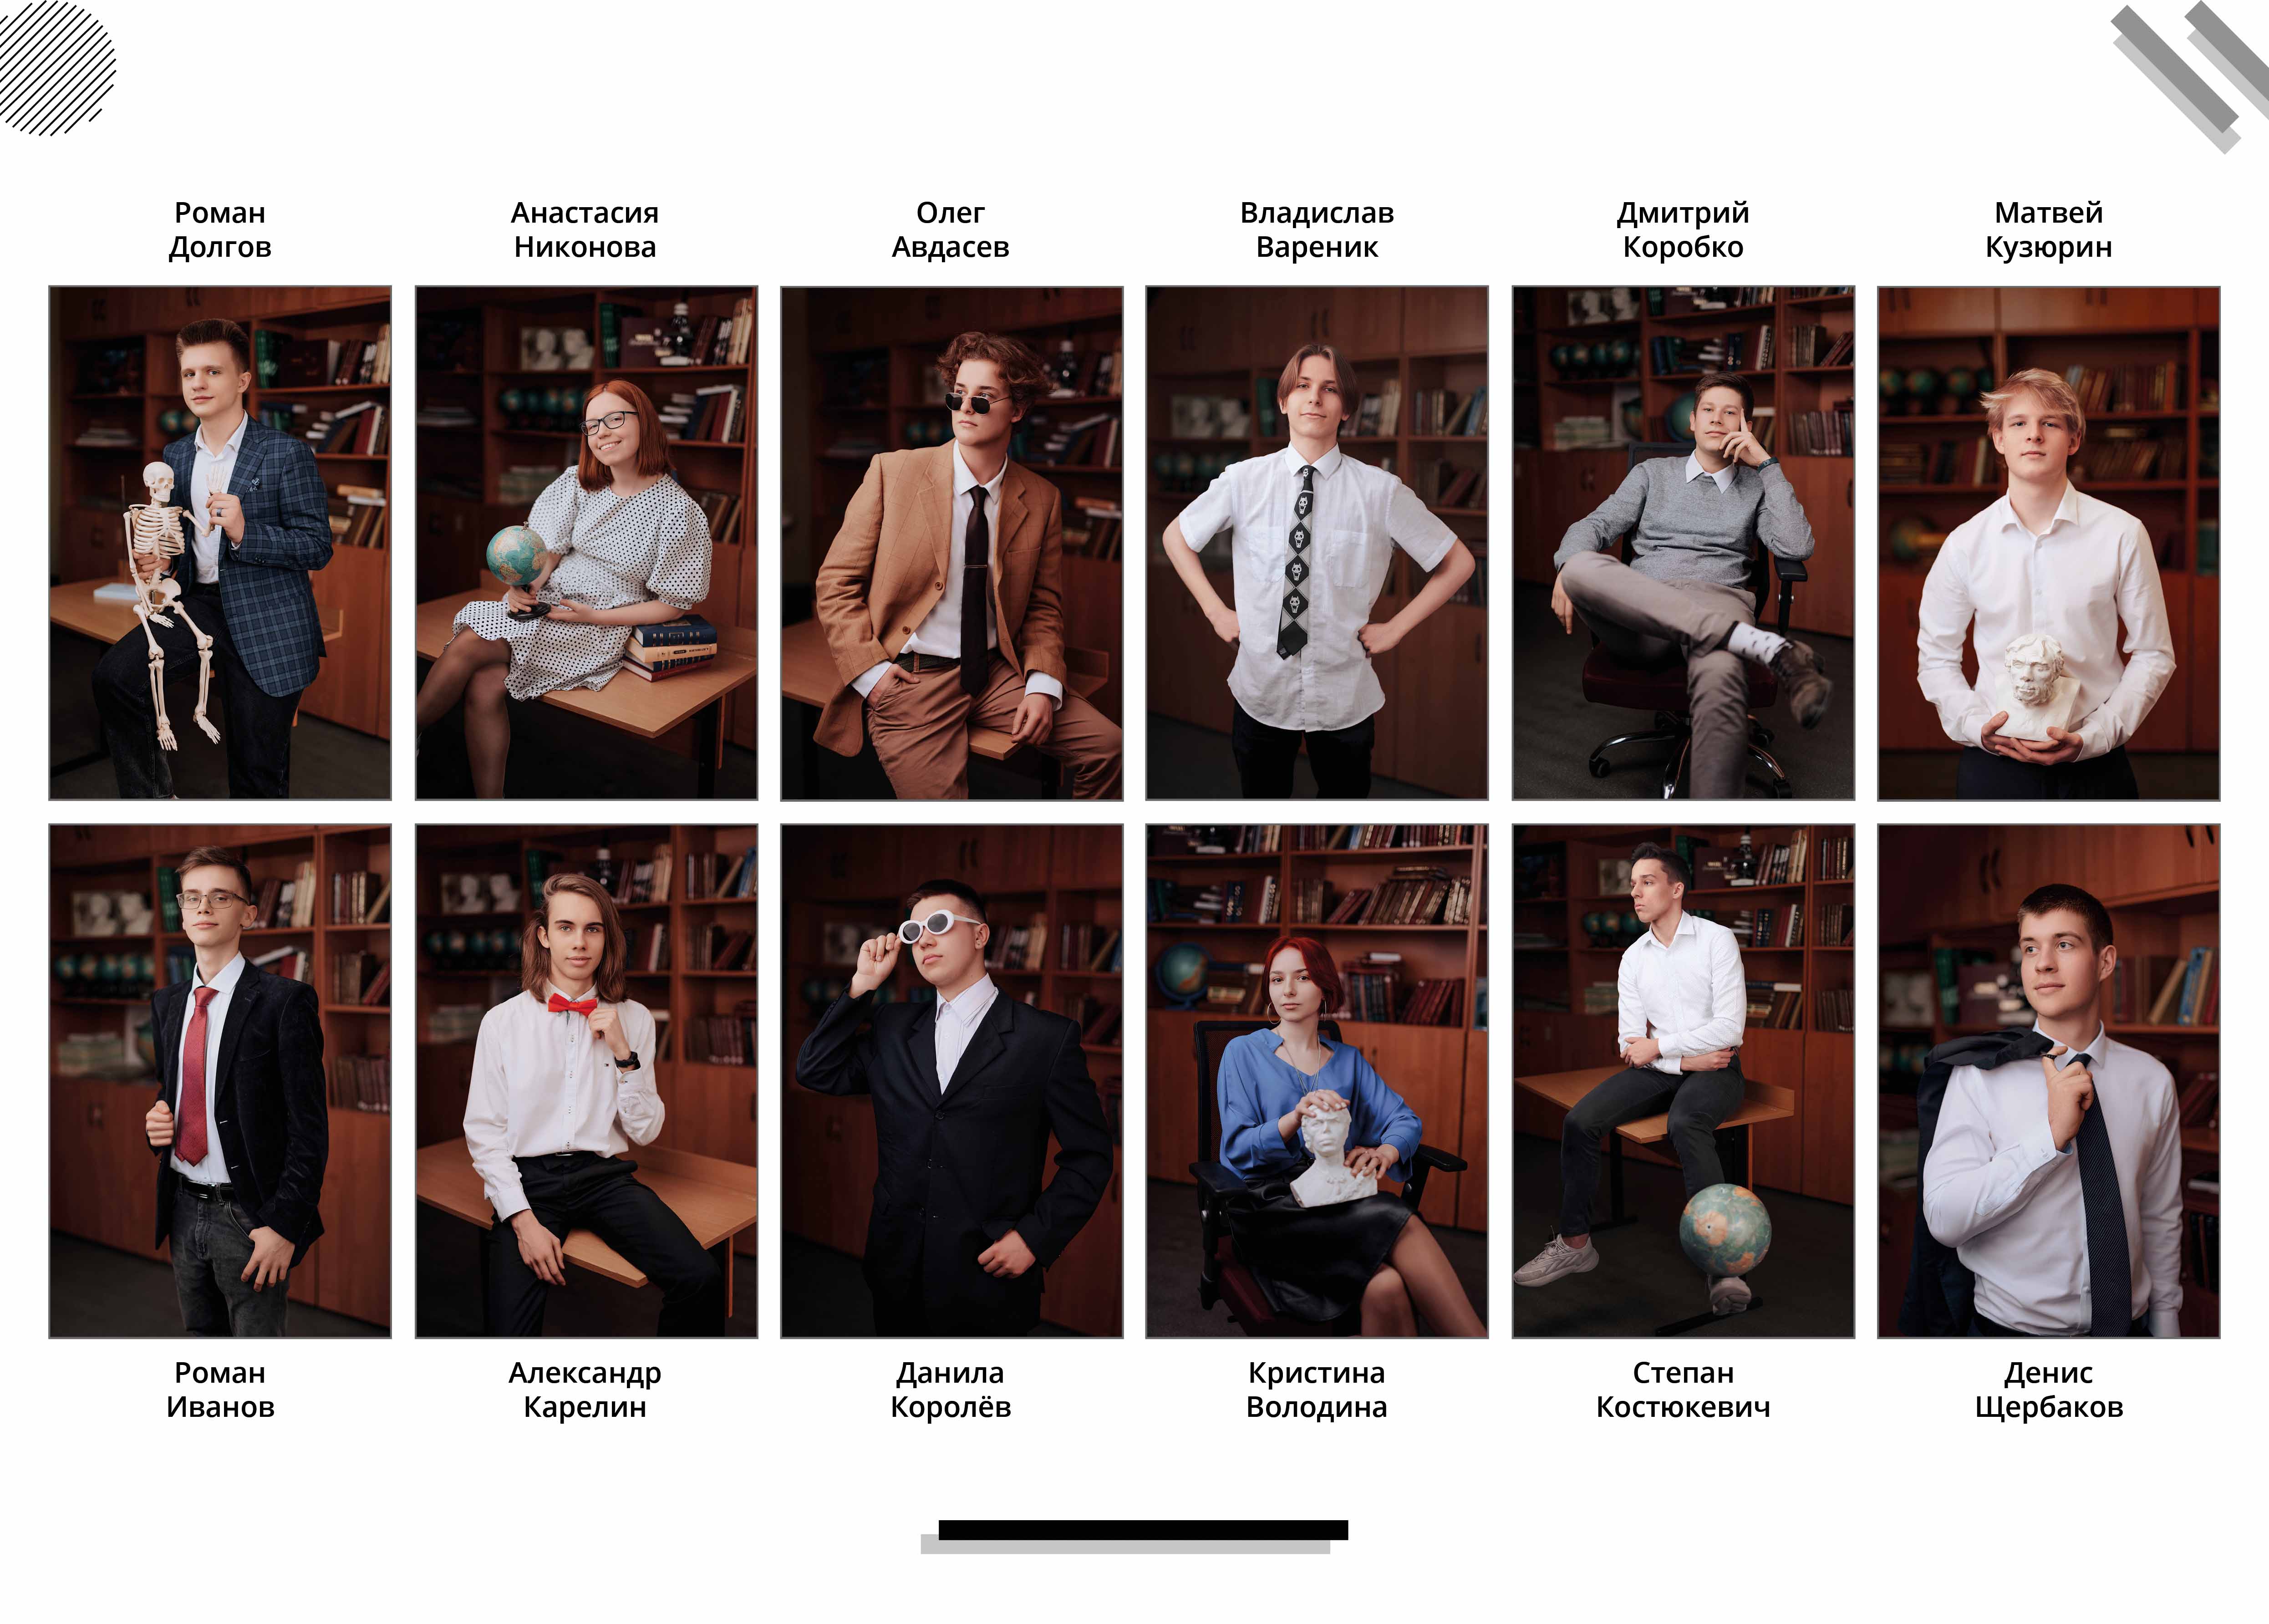 Роман
Долгов
Анастасия
Никонова
Олег
Авдасев
Владислав
Вареник
Дмитрий
Коробко
Матвей
Кузюрин
Роман
Иванов
Александр
Карелин
Данила
Королёв
Кристина
Володина
Степан
Костюкевич
Денис
Щербаков